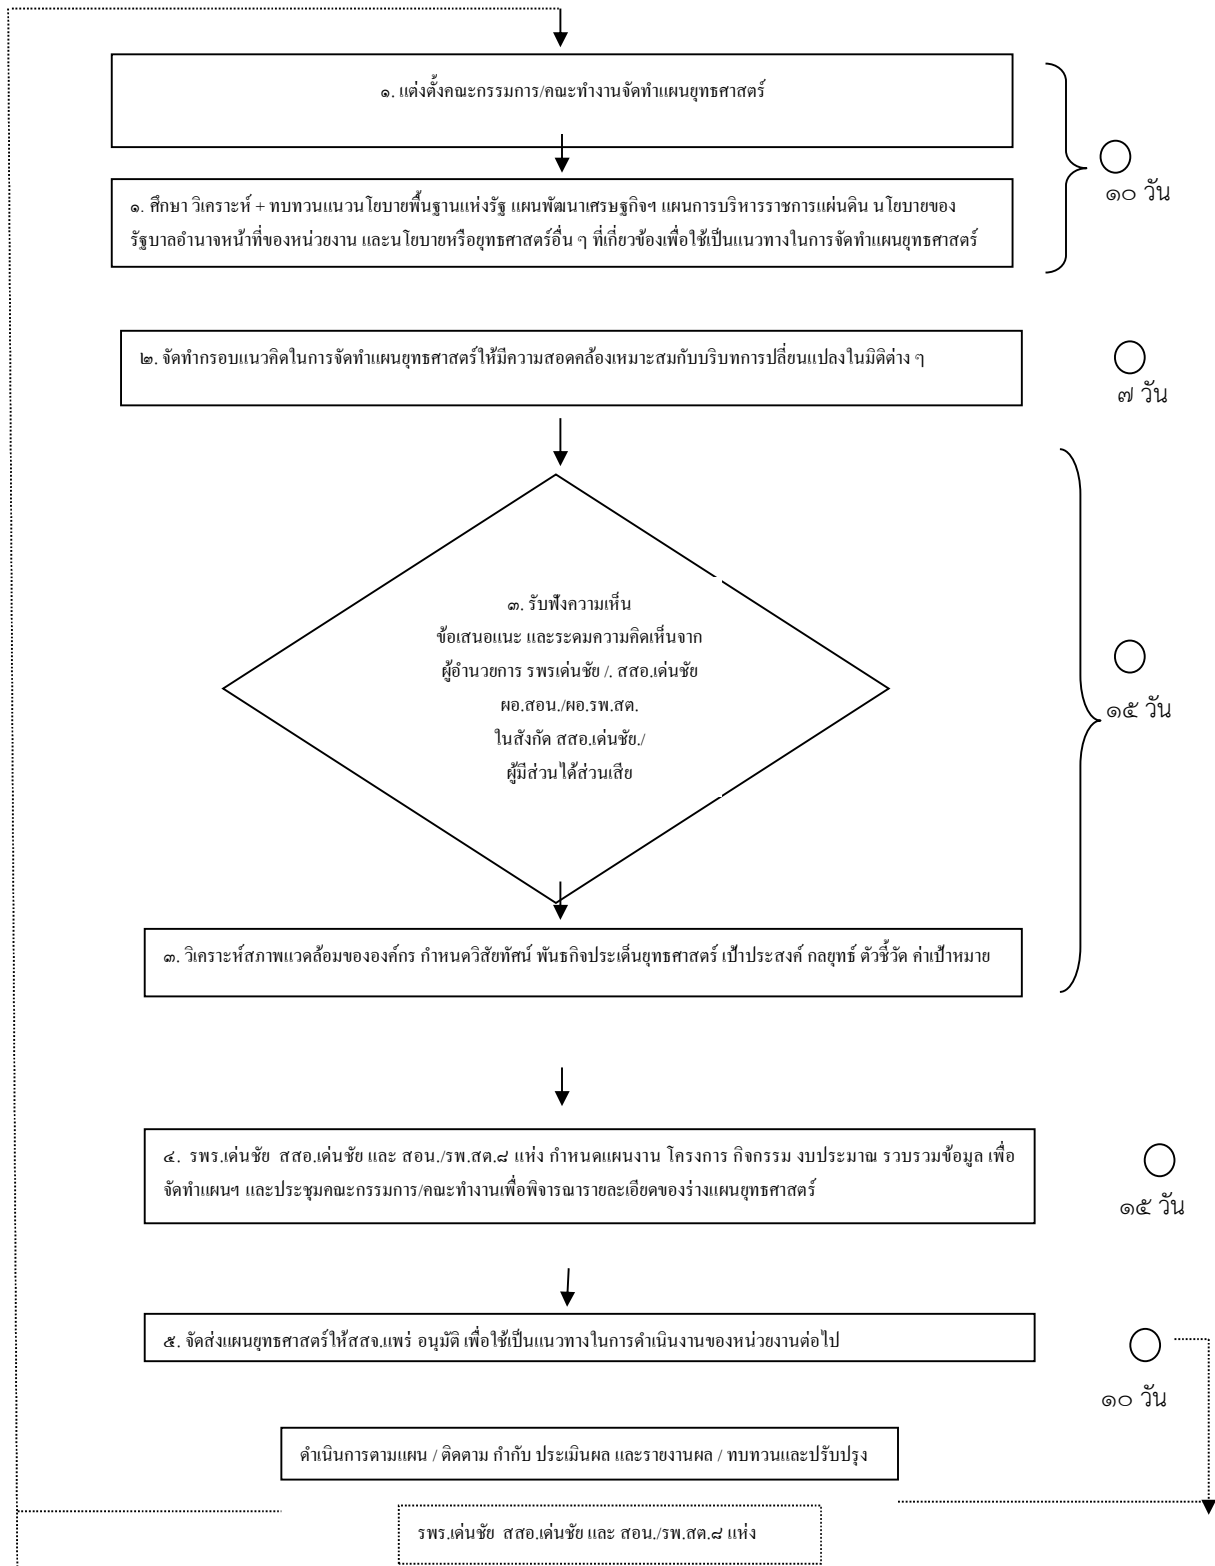 ๑. แต่งตั้งคณะกรรมการ/คณะทำงานจัดทำแผนยุทธศาสตร์
๑. ศึกษา วิเคราะห์ + ทบทวนแนวนโยบายพื้นฐานแห่งรัฐ แผนพัฒนาเศรษฐกิจฯ แผนการบริหารราชการแผ่นดิน นโยบายของ
รัฐบาลอำนาจหน้าที่ของหน่วยงาน และนโยบายหรือยุทธศาสตร์อื่น ๆ ที่เกี่ยวข้องเพื่อใช้เป็นแนวทางในการจัดทำแผนยุทธศาสตร์
๑๐ วัน
๒. จัดทำกรอบแนวคิดในการจัดทำแผนยุทธศาสตร์ให้มีความสอดคล้องเหมาะสมกับบริบทการเปลี่ยนแปลงในมิติต่าง ๆ
๗ วัน
๓. รับฟังความเห็น
ข้อเสนอแนะ และระดมความคิดเห็นจาก
ผู้อำนวยการ รพรเด่นชัย /. สสอ.เด่นชัย
ผอ.สอน./ผอ.รพ.สต.
ในสังกัด สสอ.เด่นชัย./
ผู้มีส่วนได้ส่วนเสีย
๑๕ วัน
๓. วิเคราะห์สภาพแวดล้อมขององค์กร กำหนดวิสัยทัศน์ พันธกิจประเด็นยุทธศาสตร์ เป้าประสงค์ กลยุทธ์ ตัวชี้วัด ค่าเป้าหมาย
๔. รพร.เด่นชัย สสอ.เด่นชัย และ สอน./รพ.สต.๘ แห่ง กำหนดแผนงาน โครงการ กิจกรรม งบประมาณ รวบรวมข้อมูล เพื่อ
จัดทำแผนฯ และประชุมคณะกรรมการ/คณะทำงานเพื่อพิจารณารายละเอียดของร่างแผนยุทธศาสตร์
๑๕ วัน
๕. จัดส่งแผนยุทธศาสตร์ให้สสจ.แพร่ อนุมัติ เพื่อใช้เป็นแนวทางในการดำเนินงานของหน่วยงานต่อไป
๑๐ วัน
ดำเนินการตามแผน / ติดตาม กำกับ ประเมินผล และรายงานผล / ทบทวนและปรับปรุง
รพร.เด่นชัย สสอ.เด่นชัย และ สอน./รพ.สต.๘ แห่ง